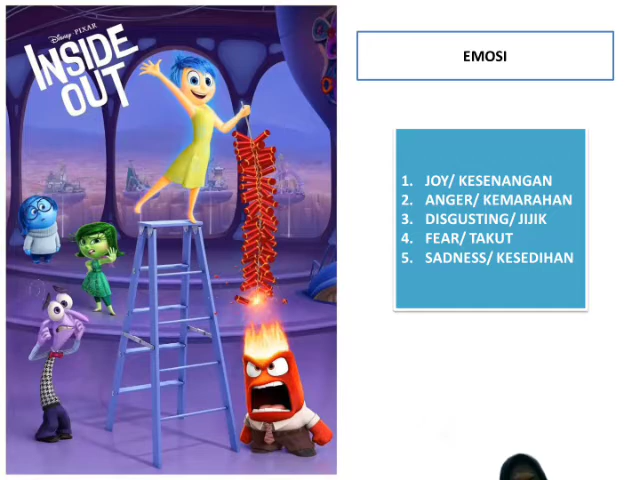 Disney PIXAR
INSIDE
OUT
EMOSI
1. JOY/ KESENANGAN
2. ANGER/ KEMARAHAN
3. DISGUSTING/ JIJIK
4. FEAR/ TAKUT
5. SADNESS/ KESEDIHAN